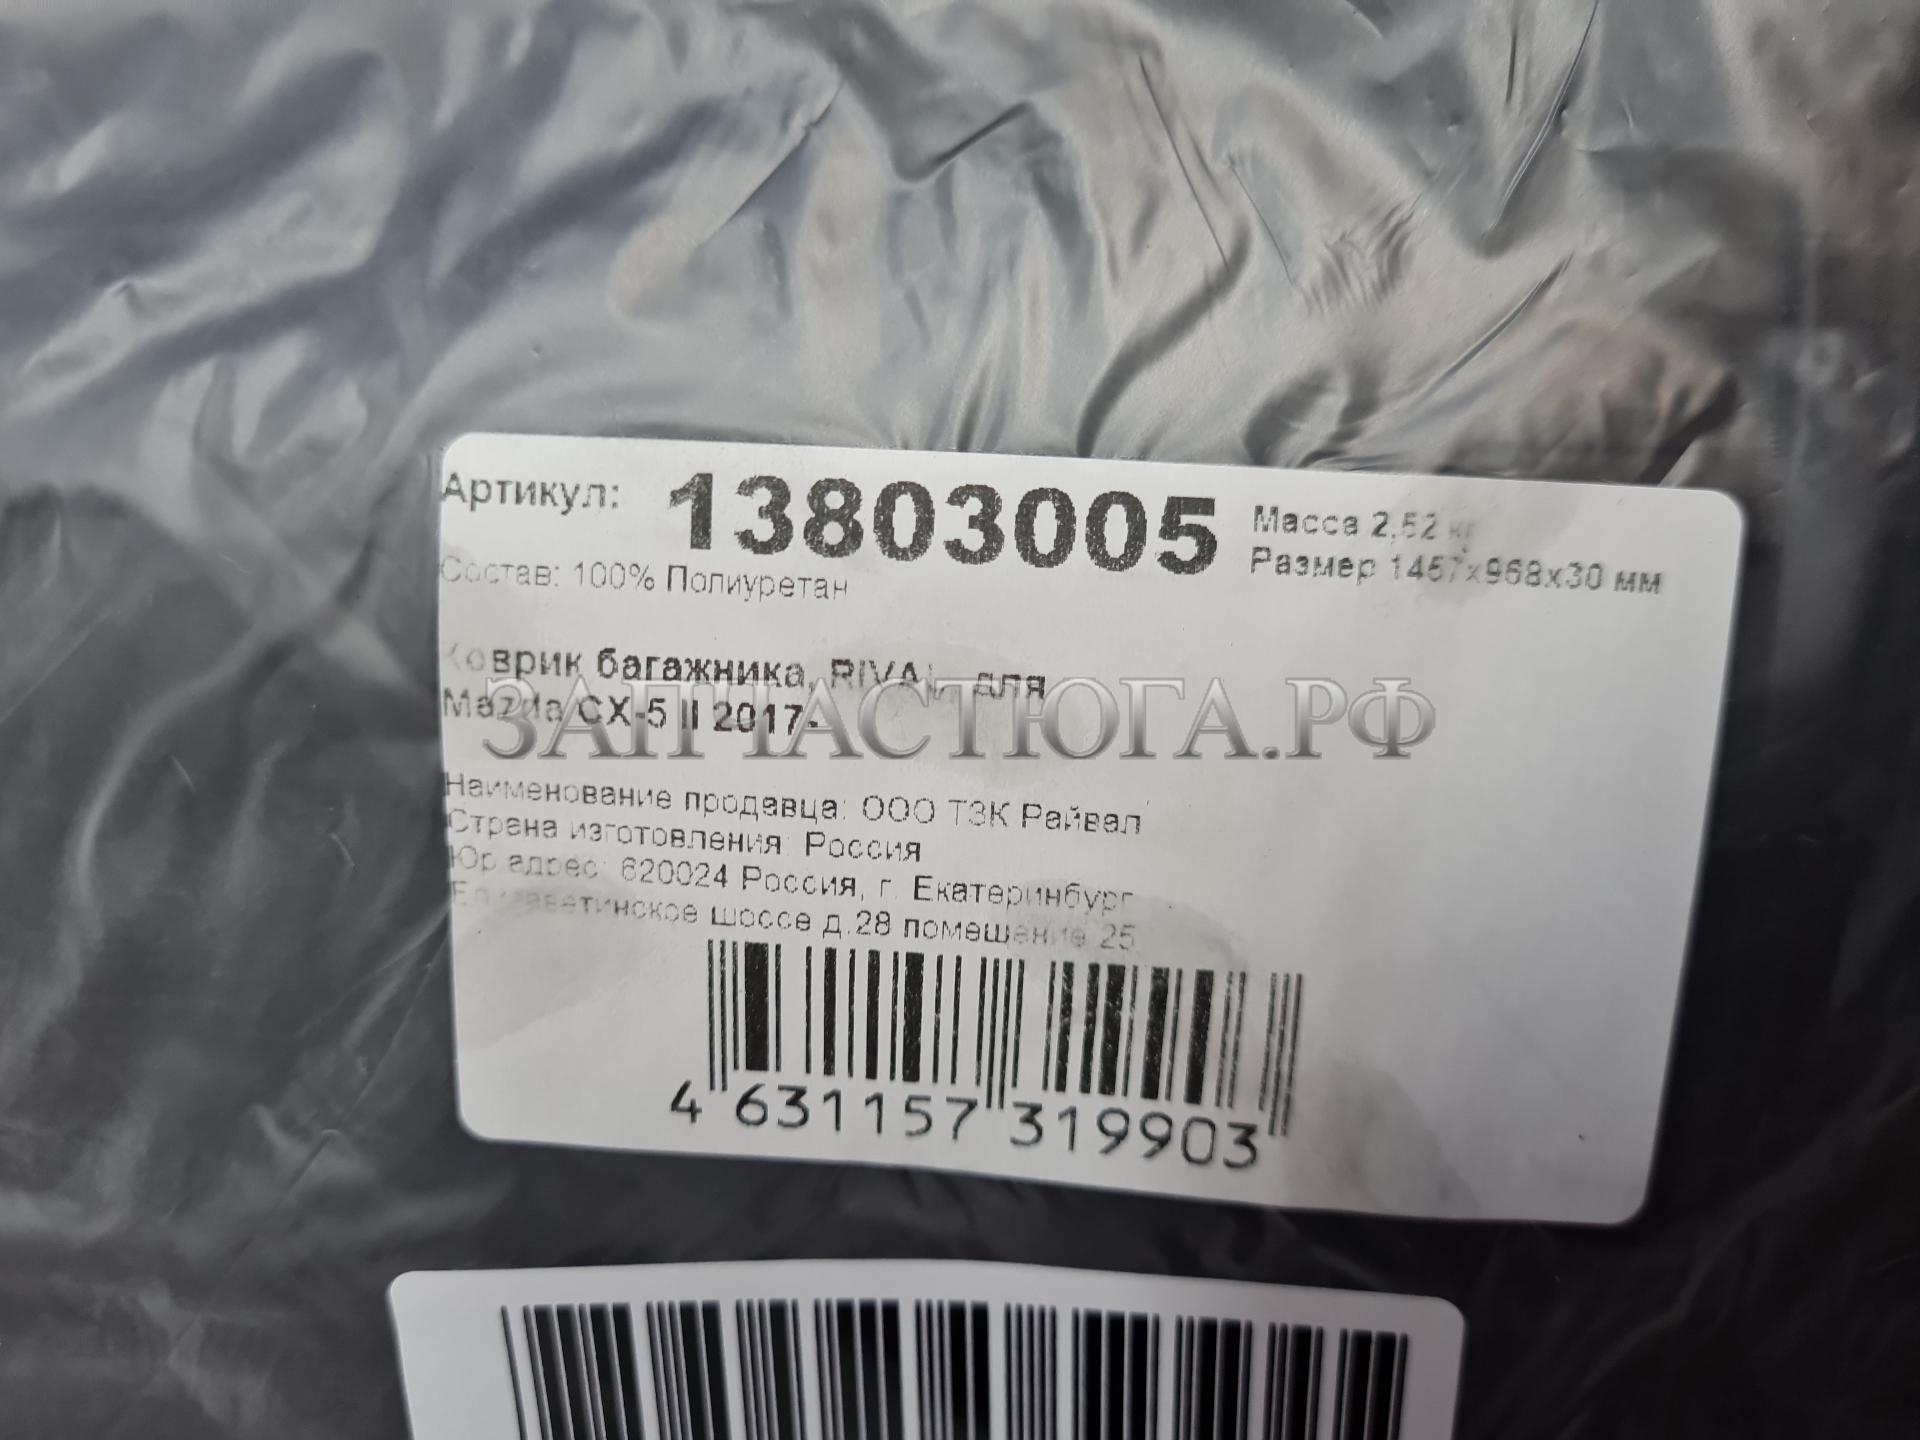 Артикул: 13803005
Масса 2,52 кг
Размер 1457х968х30 мм
Состав: 100% Полиуретан
Коврик багажника, RIVAL, для
Mazda CX-5 II 2017-
ЗАПЧАСТЮГА.РФ
Наименование продавца: ООО ТЗК Райвал
Страна изготовления: Россия
Юр адрес: 620024 Россия, г. Екатеринбург
Елизаветинское шоссе д.28 помещение 25
4 631157 319903